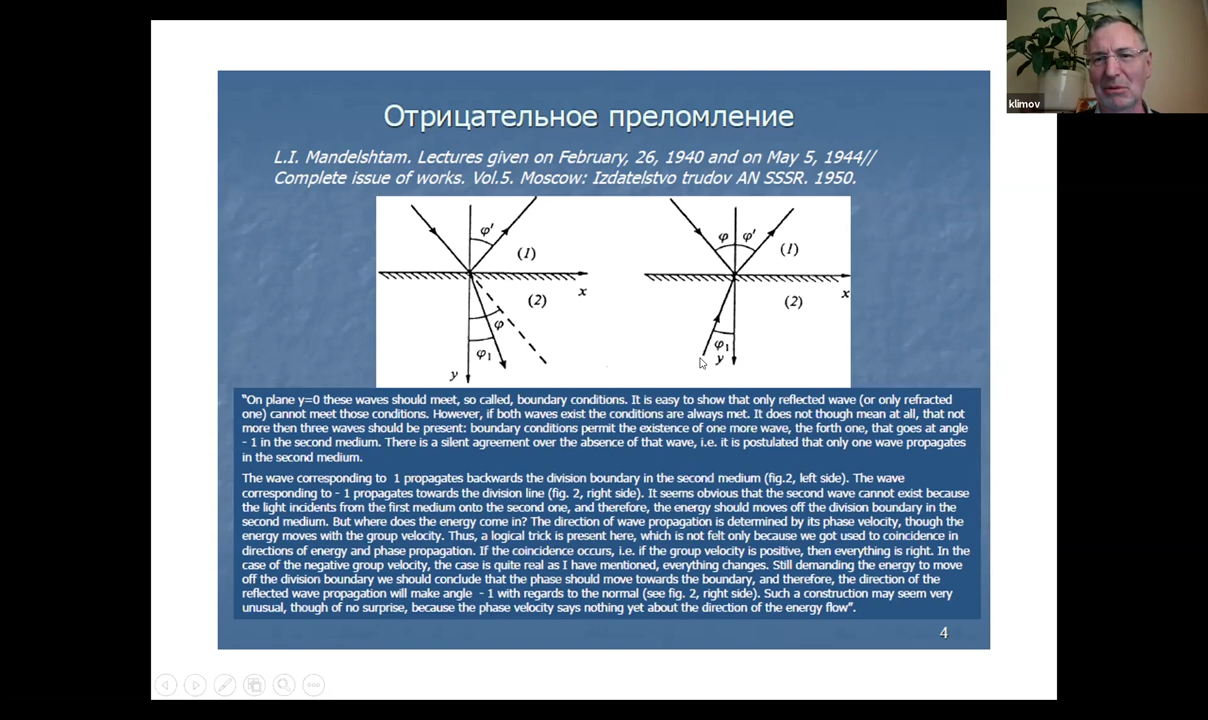 klimov
Отрицательное преломление
L.I. Mandelshtam. Lectures given on February, 26, 1940 and on May 5, 1944//
Complete issue of works. Vol.5. Moscow: Izdatelstvo trudov AN SSSR. 1950.
φ'
(1)
(2)
x
φ
φ₁
y
φ φ'
(1)
(2)
x
φ₁
y
“On plane y=0 these waves should meet, so called, boundary conditions. It is easy to show that only reflected wave (or only refracted
one) cannot meet those conditions. However, if both waves exist the conditions are always met. It does not though mean at all, that not
more then three waves should be present: boundary conditions permit the existence of one more wave, the forth one, that goes at angle
- 1 in the second medium. There is a silent agreement over the absence of that wave, i.e. it is postulated that only one wave propagates
in the second medium.
The wave corresponding to 1 propagates backwards the division boundary in the second medium (fig.2, left side). The wave
corresponding to - 1 propagates towards the division line (fig. 2, right side). It seems obvious that the second wave cannot exist because
the light incidents from the first medium onto the second one, and therefore, the energy should moves off the division boundary in the
second medium. But where does the energy come in? The direction of wave propagation is determined by its phase velocity, though the
energy moves with the group velocity. Thus, a logical trick is present here, which is not felt only because we got used to coincidence in
directions of energy and phase propagation. If the coincidence occurs, i.e. if the group velocity is positive, then everything is right. In the
case of the negative group velocity, the case is quite real as I have mentioned, everything changes. Still demanding the energy to move
off the division boundary we should conclude that the phase should move towards the boundary, and therefore, the direction of the
reflected wave propagation will make angle - 1 with regards to the normal (see fig. 2, right side). Such a construction may seem very
unusual, though of no surprise, because the phase velocity says nothing yet about the direction of the energy flow”.
4